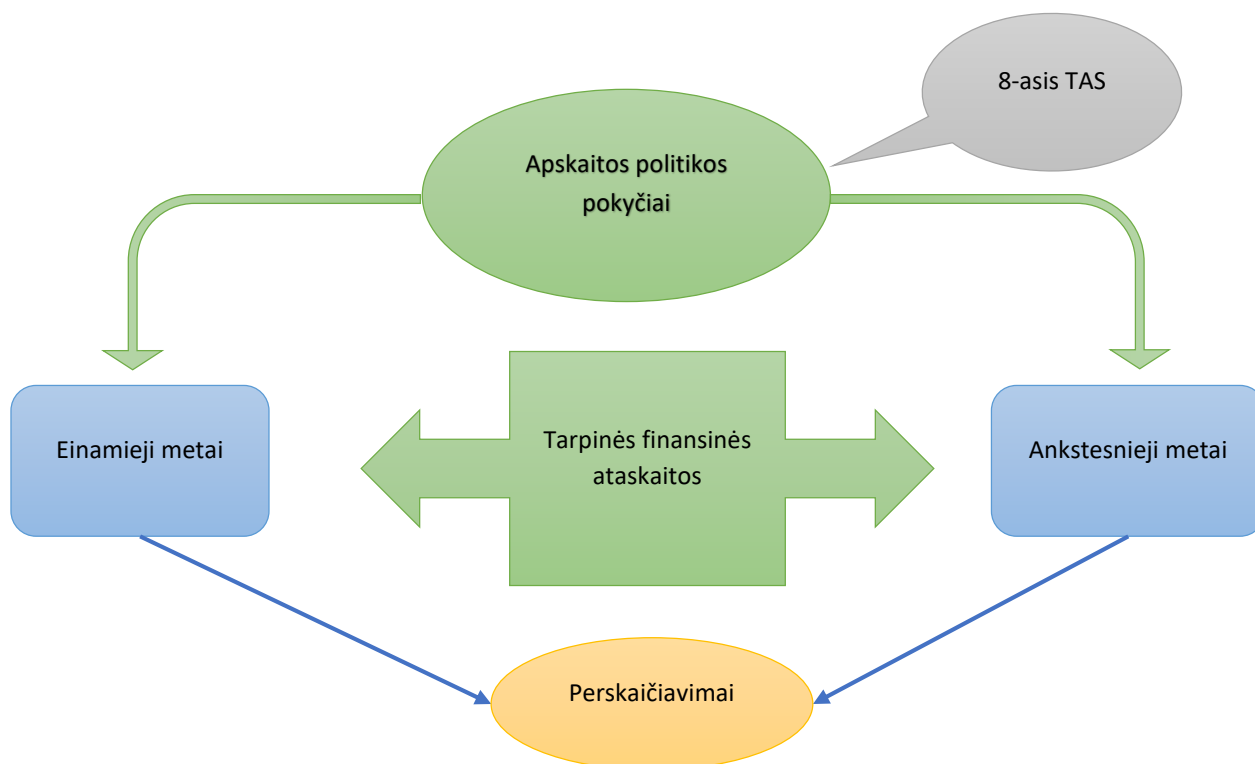 8-asis TAS
Apskaitos politikos
pokyčiai
Einamieji metai
Tarpinės finansinės
ataskaitos
Ankstesnieji metai
Perskaičiavimai